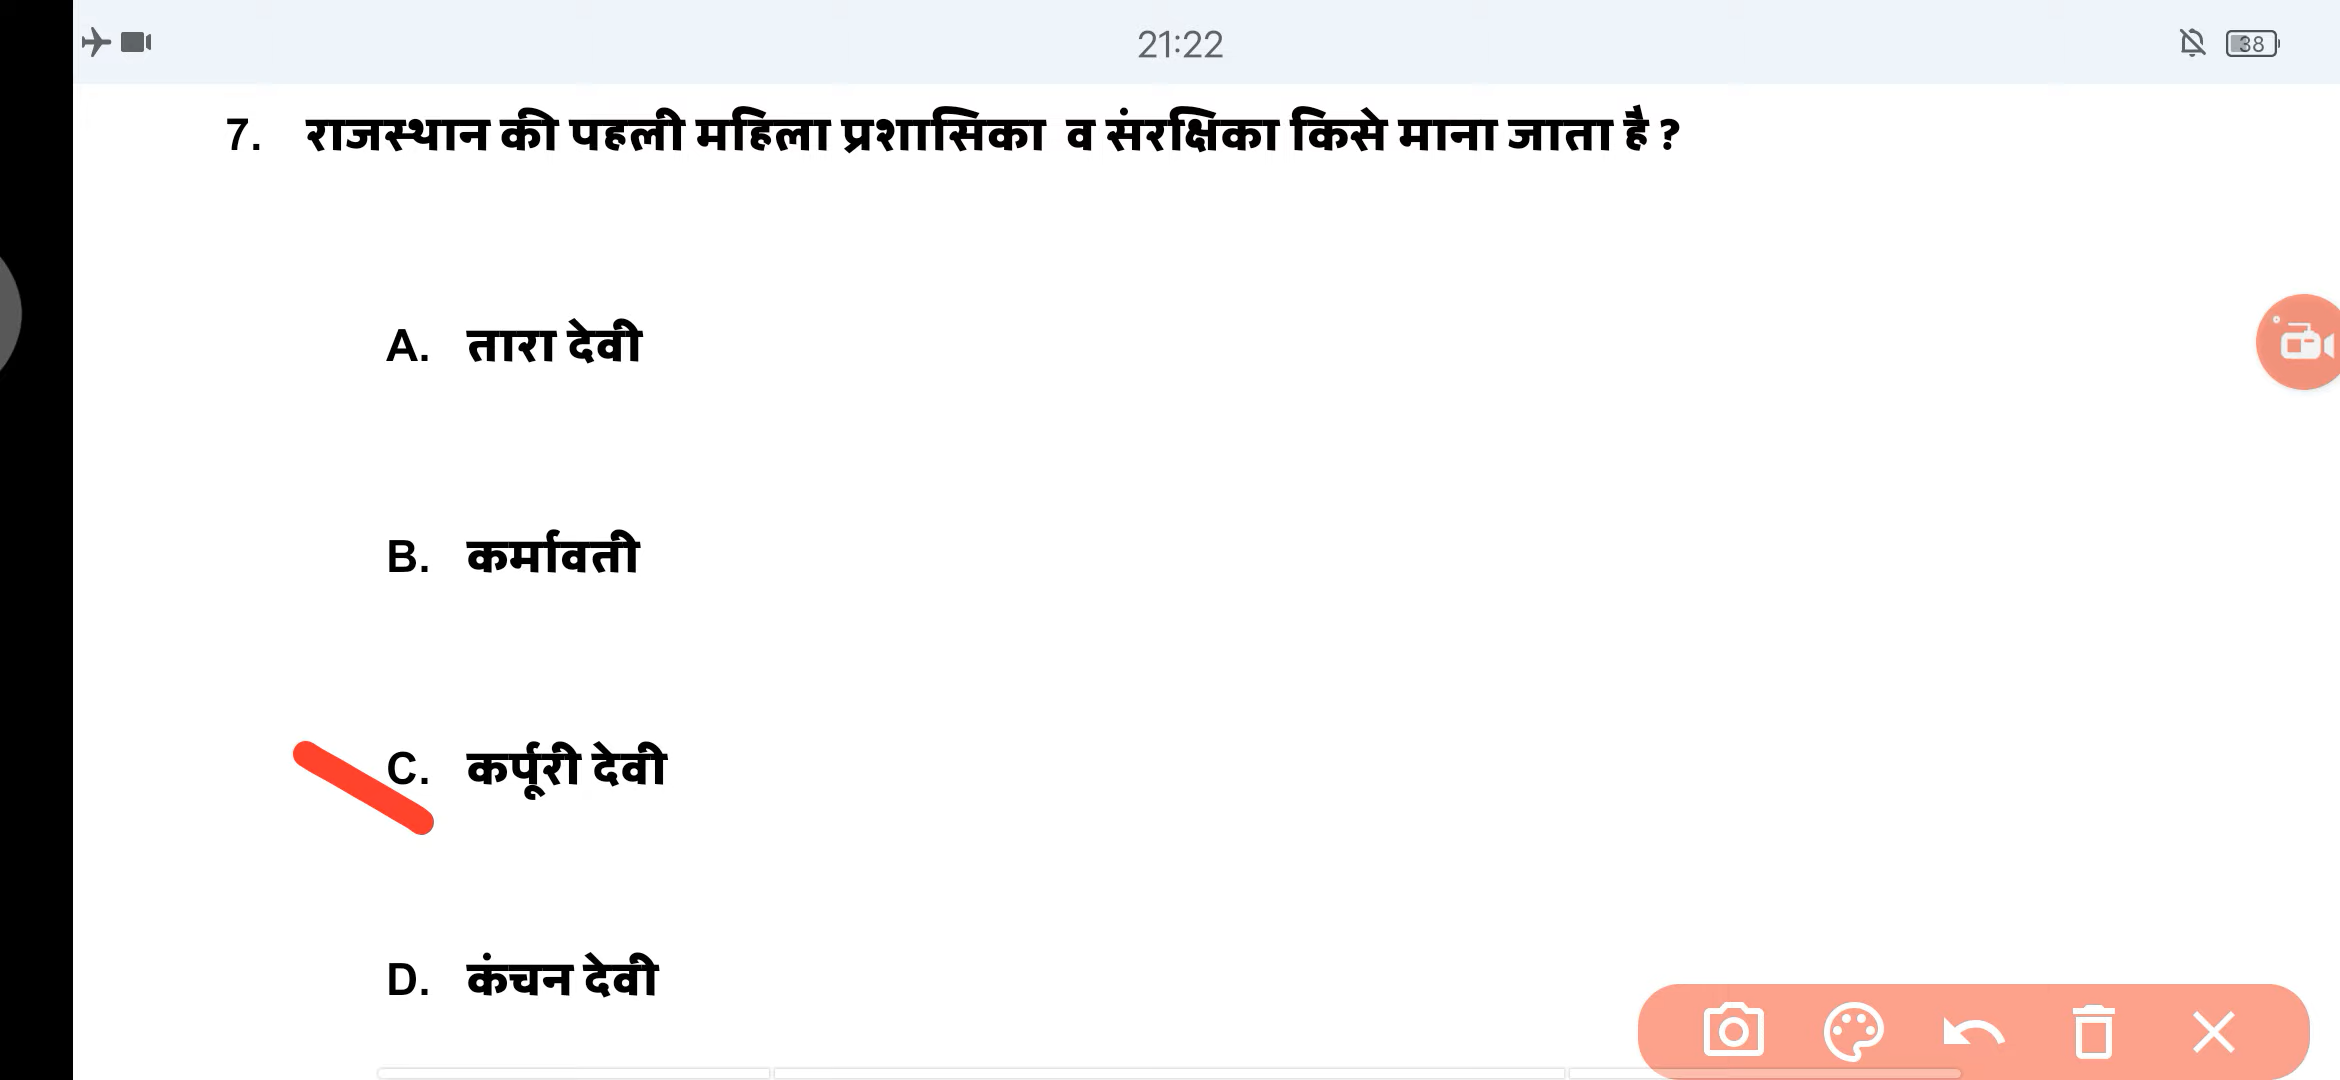 21:22
38
7. राजस्थान की पहली महिला प्रशासिका व संरक्षिका किसे माना जाता है ?
A. तारा देवी
B. कर्मावती
C. कर्पूरी देवी
D. कंचन देवी